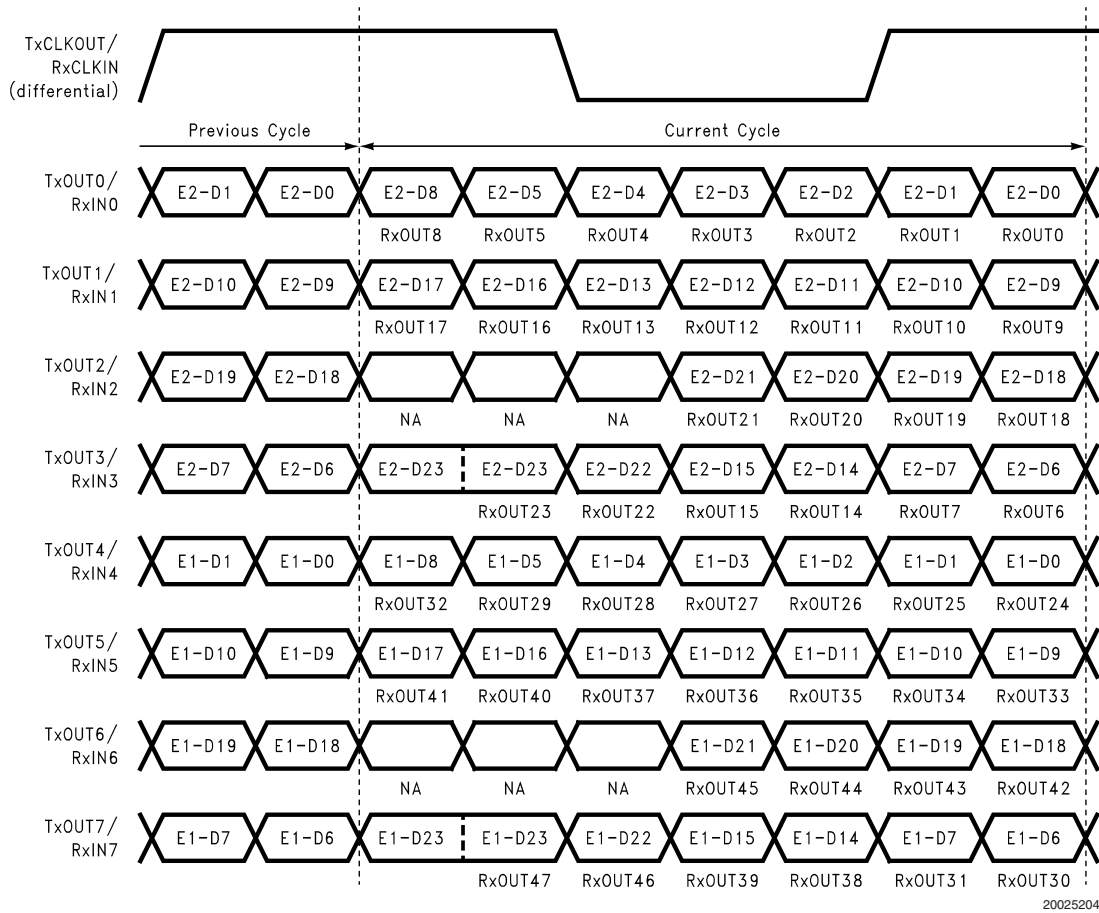 TxCLKOUT/
RxCLKIN
(differential)
Previous Cycle Current Cycle
TxOUT0/
RxIN0
E2-D1 E2-D0 E2-D8 E2-D5 E2-D4 E2-D3 E2-D2 E2-D1 E2-D0
RxOUT8 RxOUT5 RxOUT4 RxOUT3 RxOUT2 RxOUT1 RxOUT0
TxOUT1/
RxIN1
E2-D10 E2-D9 E2-D17 E2-D16 E2-D13 E2-D12 E2-D11 E2-D10 E2-D9
RxOUT17 RxOUT16 RxOUT13 RxOUT12 RxOUT11 RxOUT10 RxOUT9
TxOUT2/
RxIN2
E2-D19 E2-D18 E2-D21 E2-D20 E2-D19 E2-D18
NA NA NA RxOUT21 RxOUT20 RxOUT19 RxOUT18
TxOUT3/
RxIN3
E2-D7 E2-D6 E2-D23 E2-D23 E2-D22 E2-D15 E2-D14 E2-D7 E2-D6
RxOUT23 RxOUT22 RxOUT15 RxOUT14 RxOUT7 RxOUT6
TxOUT4/
RxIN4
E1-D1 E1-D0 E1-D8 E1-D5 E1-D4 E1-D3 E1-D2 E1-D1 E1-D0
RxOUT32 RxOUT29 RxOUT28 RxOUT27 RxOUT26 RxOUT25 RxOUT24
TxOUT5/
RxIN5
E1-D10 E1-D9 E1-D17 E1-D16 E1-D13 E1-D12 E1-D11 E1-D10 E1-D9
RxOUT41 RxOUT40 RxOUT37 RxOUT36 RxOUT35 RxOUT34 RxOUT33
TxOUT6/
RxIN6
E1-D19 E1-D18 E1-D21 E1-D20 E1-D19 E1-D18
NA NA NA RxOUT45 RxOUT44 RxOUT43 RxOUT42
TxOUT7/
RxIN7
E1-D7 E1-D6 E1-D23 E1-D23 E1-D22 E1-D15 E1-D14 E1-D7 E1-D6
RxOUT47 RxOUT46 RxOUT39 RxOUT38 RxOUT31 RxOUT30
20025204